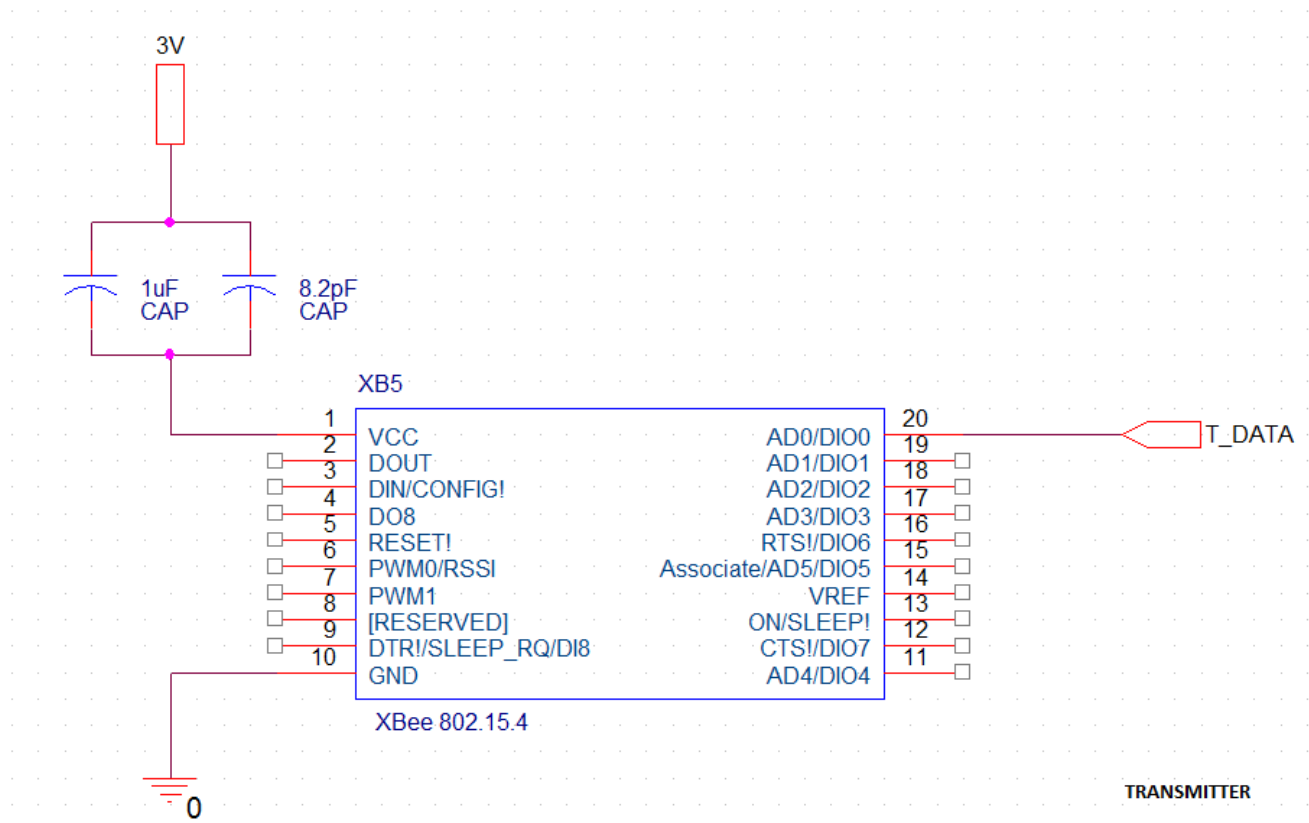 3V
1uF
CAP
8.2pF
CAP
XB5
1 VCC
2 DOUT
3 DIN/CONFIG!
4 DO8
5 RESET!
6 PWM0/RSSI
7 PWM1
8 [RESERVED]
9 DTR!/SLEEP_RQ/DI8
10 GND
20 AD0/DIO0
19 AD1/DIO1
18 AD2/DIO2
17 AD3/DIO3
16 RTS!/DIO6
15 Associate/AD5/DIO5
14 VREF
13 ON/SLEEP!
12 CTS!/DIO7
11 AD4/DIO4
T_DATA
XBee 802.15.4
0
TRANSMITTER